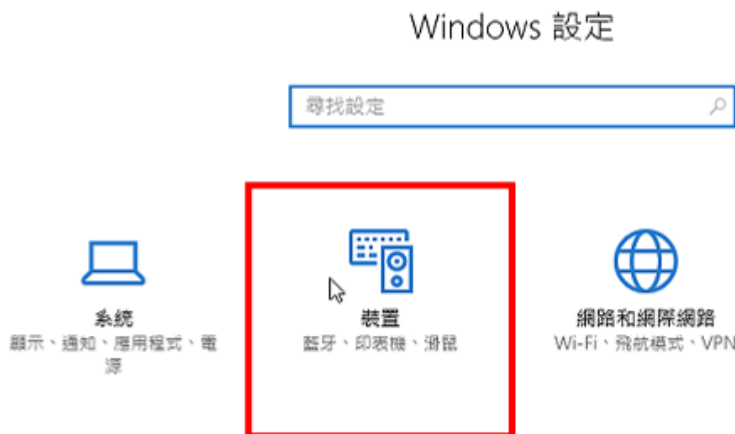 Windows 設定
尋找設定
系統
顯示、通知、應用程式、電
源
裝置
藍牙、印表機、滑鼠
網路和網際網路
Wi-Fi、飛航模式、VPN